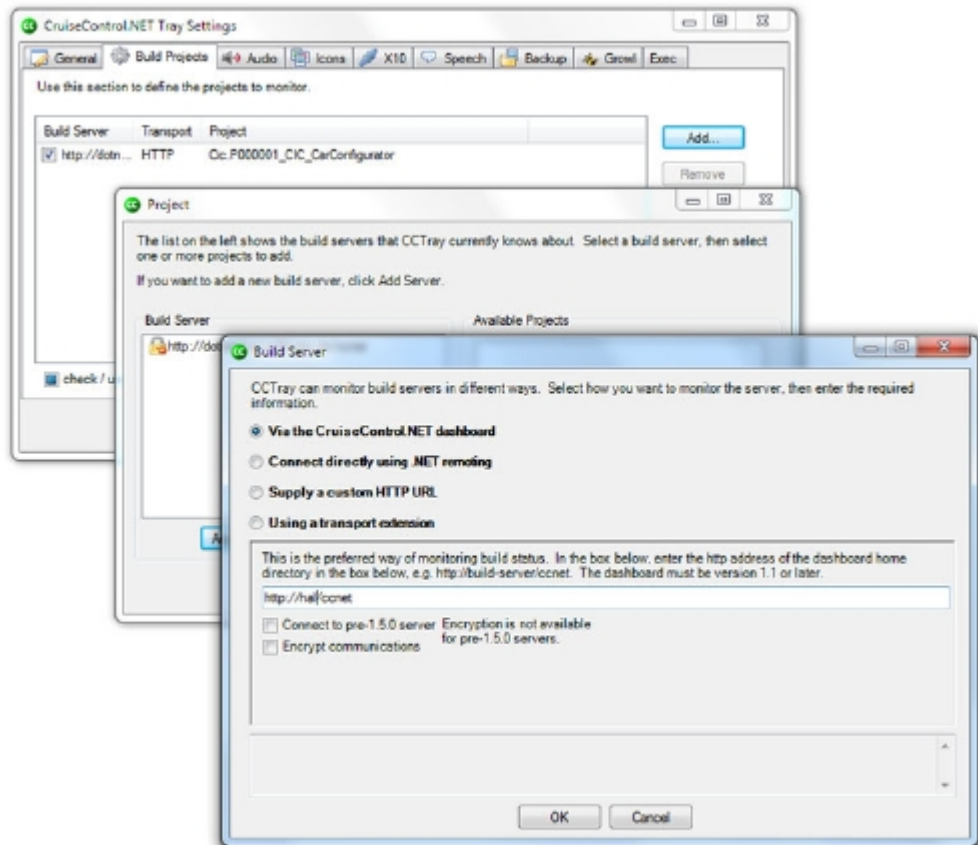 CruiseControl.NET Tray Settings
General Build Projects Audio Icons X10 Speech Backup Growl Exec
Use this section to define the projects to monitor.
Build Server Transport Project
http://dotn... HTTP Cic.P000001_CIC_CarConfigurator
Add...
Remove
check / u
Project
The list on the left shows the build servers that CCTray currently knows about. Select a build server, then select
one or more projects to add.
If you want to add a new build server, click Add Server.
Build Server Available Projects
http://dot
A
Build Server
CCTray can monitor build servers in different ways. Select how you want to monitor the server, then enter the required
information.
Via the CruiseControl.NET dashboard
Connect directly using .NET remoting
Supply a custom HTTP URL
Using a transport extension
This is the preferred way of monitoring build status. In the box below, enter the http address of the dashboard home
directory in the box below, e.g. http://build-server/ccnet. The dashboard must be version 1.1 or later.
http://hal/ccnet
Connect to pre-1.5.0 server Encryption is not available
for pre-1.5.0 servers.
Encrypt communications
OK Cancel